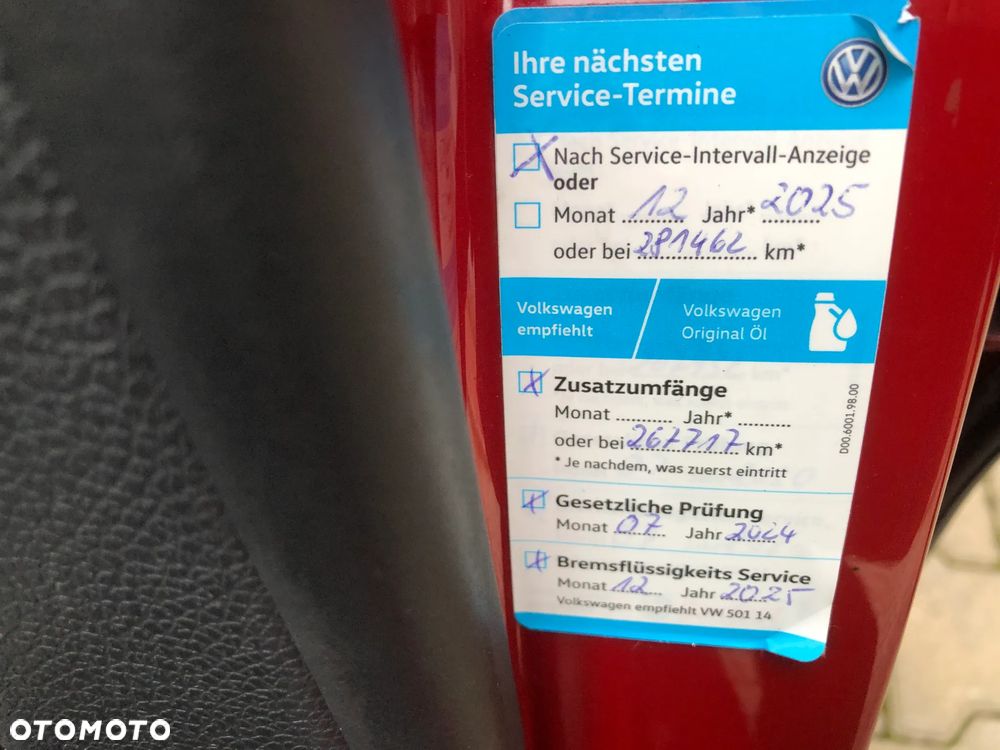 Ihre nächsten
Service-Termine
Nach Service-Intervall-Anzeige
oder
Monat 12 Jahr* 2025
oder bei 281462 km*
Volkswagen
empfiehlt
Volkswagen
Original Öl
Zusatzumfänge
Monat .......... Jahr* ..........
oder bei 267717 km*
* Je nachdem, was zuerst eintritt
D00.6001.98.00
Gesetzliche Prüfung
Monat 07 Jahr 2024
Bremsflüssigkeits Service
Monat 12 Jahr 2025
Volkswagen empfiehlt VW 501 14
OTOMOTO